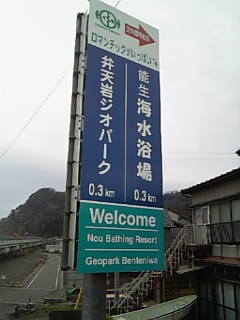 ロマンチックがいっぱい
能生海水浴場
0.3km
弁天岩ジオパーク
0.3km
Welcome
Nou Bathing Resort
Geopark Benteniwa